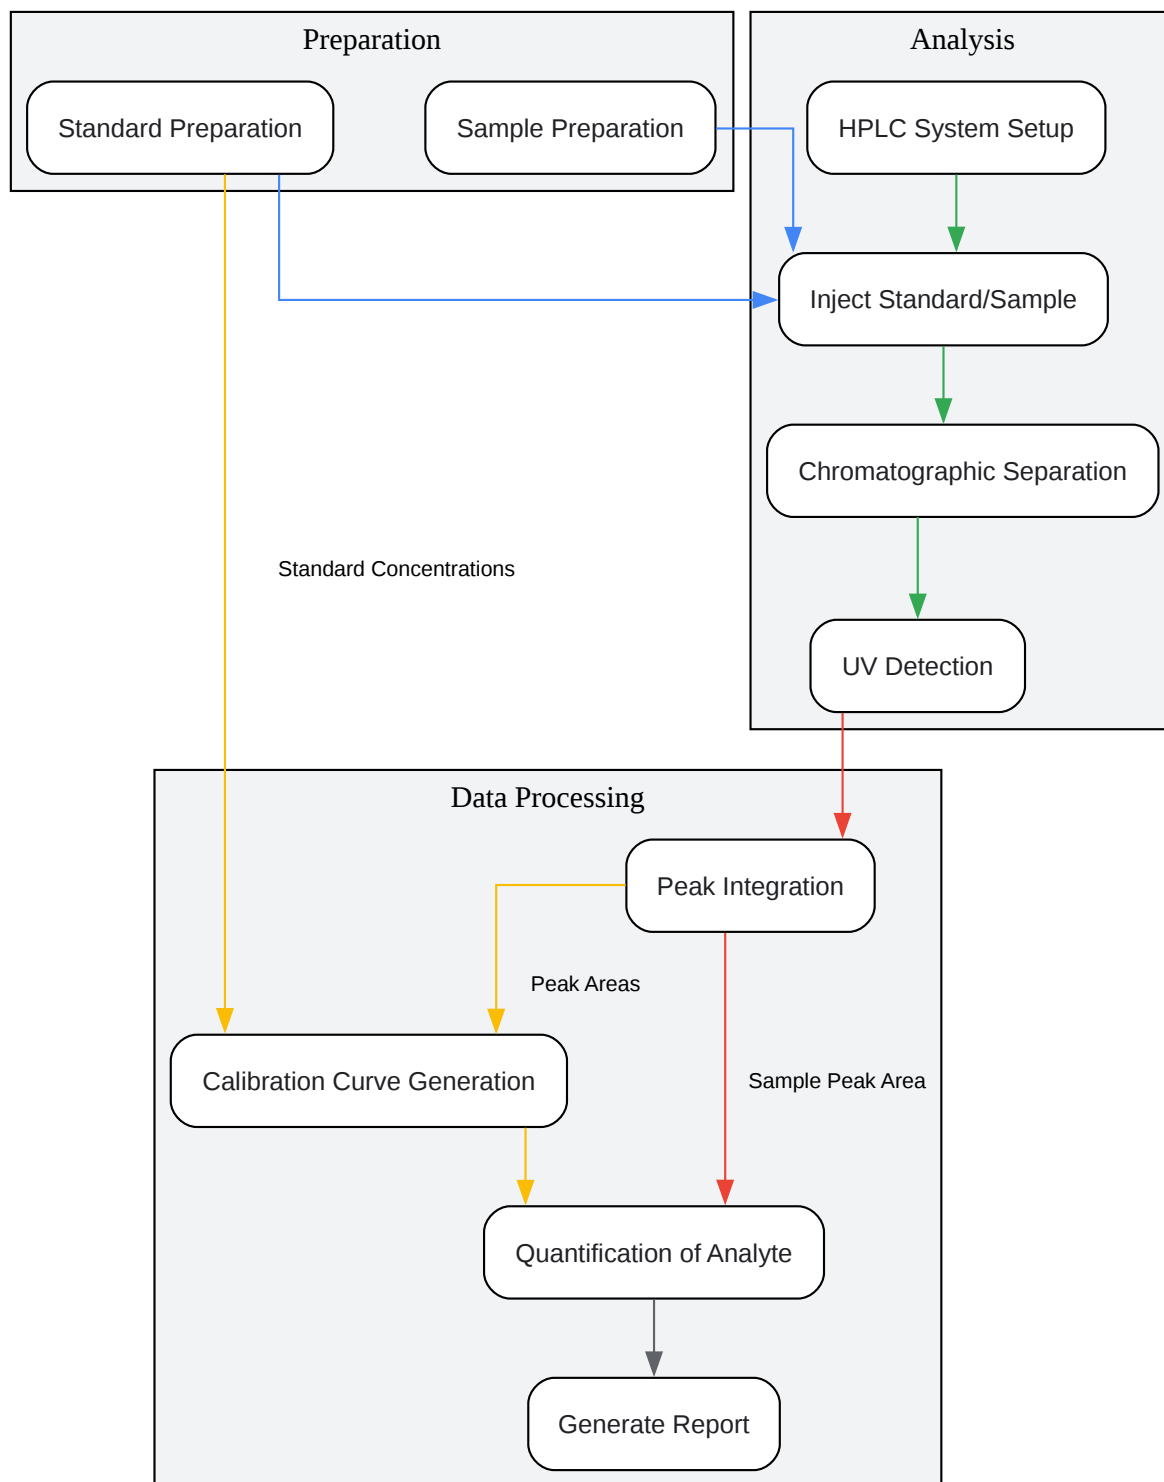 Preparation
Standard Preparation
Sample Preparation
Analysis
HPLC System Setup
Inject Standard/Sample
Chromatographic Separation
Standard Concentrations
UV Detection
Data Processing
Peak Integration
Peak Areas
Calibration Curve Generation
Sample Peak Area
Quantification of Analyte
Generate Report